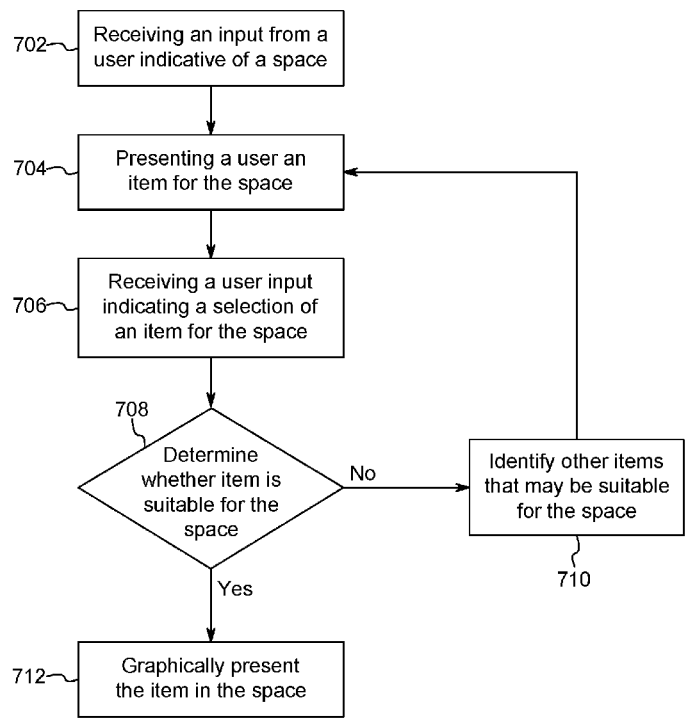 702
Receiving an input from a
user indicative of a space
704
Presenting a user an
item for the space
706
Receiving a user input
indicating a selection of
an item for the space
708
Determine
whether item is
suitable for the
space
No
Identify other items
that may be suitable
for the space
710
Yes
712
Graphically present
the item in the space